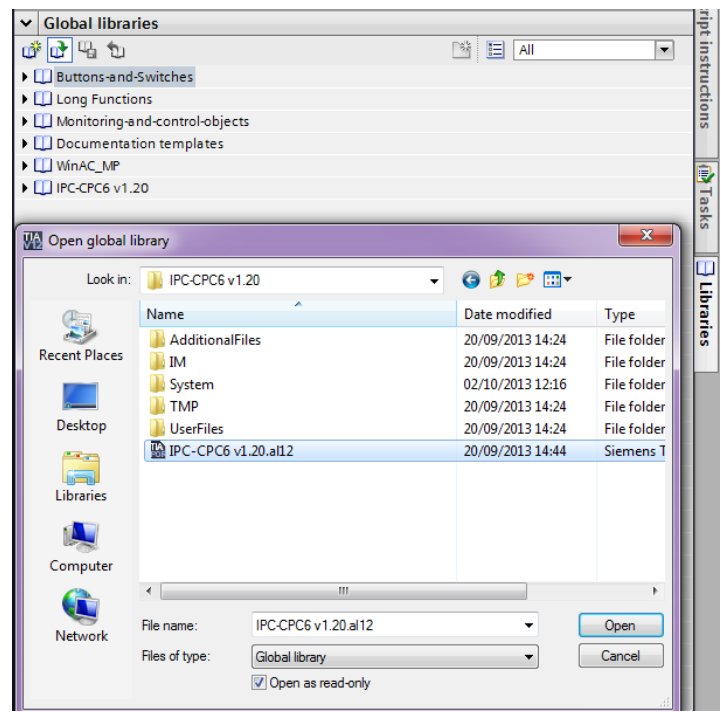 Global libraries
All
Buttons-and-Switches
Long Functions
Monitoring-and-control-objects
Documentation templates
WinAC_MP
IPC-CPC6 v1.20
ript instructions
Tasks
Libraries
Open global library
Look in: IPC-CPC6 v1.20
Name Date modified Type
AdditionalFiles 20/09/2013 14:24 File folder
IM 20/09/2013 14:24 File folder
System 02/10/2013 12:16 File folder
TMP 20/09/2013 14:24 File folder
UserFiles 20/09/2013 14:24 File folder
IPC-CPC6 v1.20.al12 20/09/2013 14:44 Siemens T
Recent Places
Desktop
Libraries
Computer
Network
File name: IPC-CPC6 v1.20.al12 Open
Files of type: Global library Cancel
Open as read-only